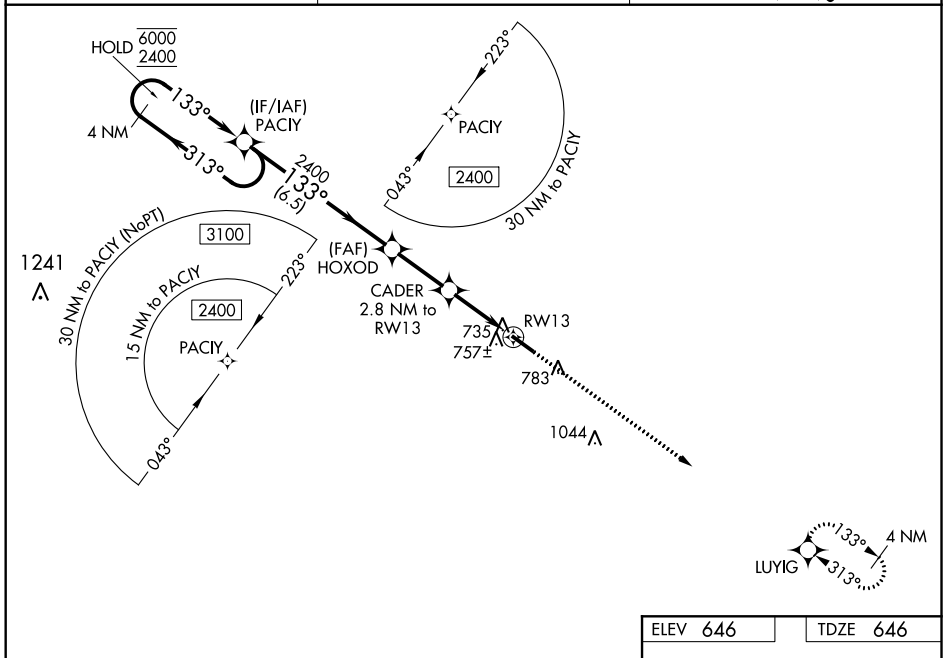 HOLD 6000
2400
133°
4 NM
313°
(IF/IAF)
PACIY
2400
133°
(6.5)
223°
PACIY
2400
043°
30 NM to PACIY
30 NM to PACIY (NoPT)
3100
15 NM to PACIY
2400
223°
PACIY
043°
1241
(FAF)
HOXOD
CADER
2.8 NM to
RW13
735
757±
RW13
783
1044
LUYIG
133°
4 NM
313°
ELEV 646
TDZE 646